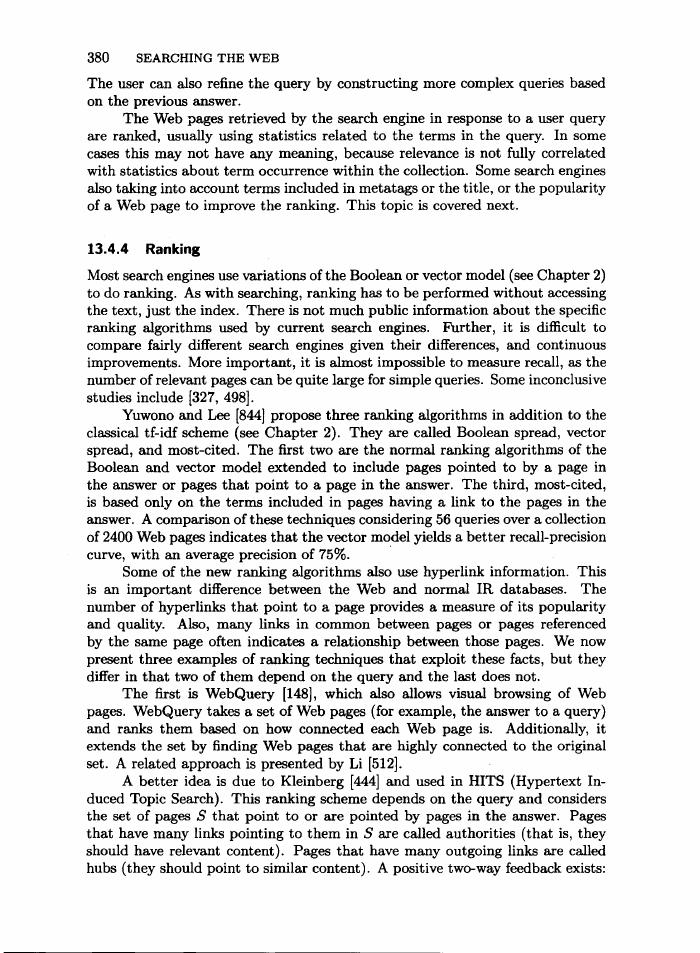 380 SEARCHING THE WEB
The user can also refine the query by constructing more complex queries based
on the previous answer.
The Web pages retrieved by the search engine in response to a user query
are ranked, usually using statistics related to the terms in the query. In some
cases this may not have any meaning, because relevance is not fully correlated
with statistics about term occurrence within the collection. Some search engines
also taking into account terms included in metatags or the title, or the popularity
of a Web page to improve the ranking. This topic is covered next.
13.4.4 Ranking
Most search engines use variations of the Boolean or vector model (see Chapter 2)
to do ranking. As with searching, ranking has to be performed without accessing
the text, just the index. There is not much public information about the specific
ranking algorithms used by current search engines. Further, it is difficult to
compare fairly different search engines given their differences, and continuous
improvements. More important, it is almost impossible to measure recall, as the
number of relevant pages can be quite large for simple queries. Some inconclusive
studies include [327, 498].
Yuwono and Lee [844] propose three ranking algorithms in addition to the
classical tf-idf scheme (see Chapter 2). They are called Boolean spread, vector
spread, and most-cited. The first two are the normal ranking algorithms of the
Boolean and vector model extended to include pages pointed to by a page in
the answer or pages that point to a page in the answer. The third, most-cited,
is based only on the terms included in pages having a link to the pages in the
answer. A comparison of these techniques considering 56 queries over a collection
of 2400 Web pages indicates that the vector model yields a better recall-precision
curve, with an average precision of 75%.
Some of the new ranking algorithms also use hyperlink information. This
is an important difference between the Web and normal IR databases. The
number of hyperlinks that point to a page provides a measure of its popularity
and quality. Also, many links in common between pages or pages referenced
by the same page often indicates a relationship between those pages. We now
present three examples of ranking techniques that exploit these facts, but they
differ in that two of them depend on the query and the last does not.
The first is WebQuery [148], which also allows visual browsing of Web
pages. WebQuery takes a set of Web pages (for example, the answer to a query)
and ranks them based on how connected each Web page is. Additionally, it
extends the set by finding Web pages that are highly connected to the original
set. A related approach is presented by Li [512].
A better idea is due to Kleinberg [444] and used in HITS (Hypertext In-
duced Topic Search). This ranking scheme depends on the query and considers
the set of pages S that point to or are pointed by pages in the answer. Pages
that have many links pointing to them in S are called authorities (that is, they
should have relevant content). Pages that have many outgoing links are called
hubs (they should point to similar content). A positive two-way feedback exists: